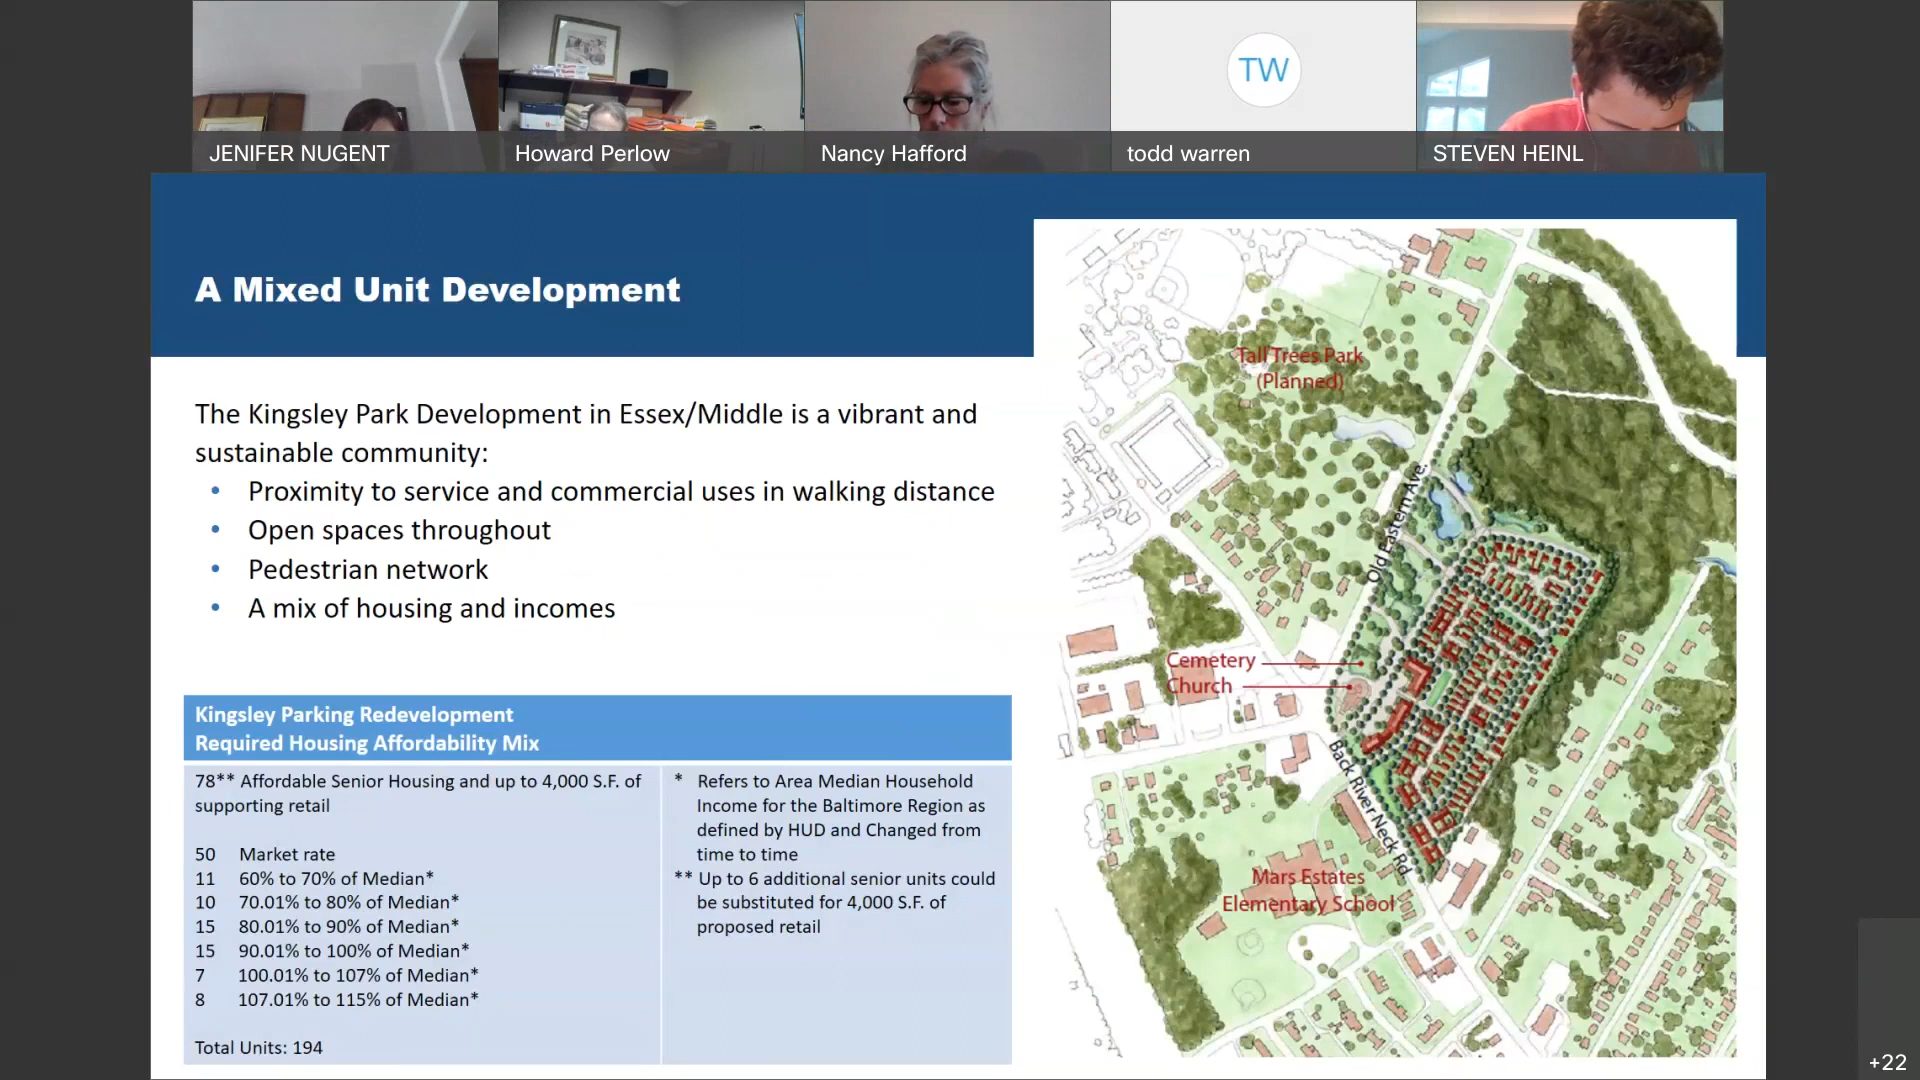 TW
JENIFER NUGENT
Howard Perlow
Nancy Hafford
todd warren
STEVEN HEINL
A Mixed Unit Development
The Kingsley Park Development in Essex/Middle is a vibrant and
sustainable community:
• Proximity to service and commercial uses in walking distance
• Open spaces throughout
• Pedestrian network
• A mix of housing and incomes
Kingsley Parking Redevelopment
Required Housing Affordability Mix
78** Affordable Senior Housing and up to 4,000 S.F. of
supporting retail
50 Market rate
11 60% to 70% of Median*
10 70.01% to 80% of Median*
15 80.01% to 90% of Median*
15 90.01% to 100% of Median*
7 100.01% to 107% of Median*
8 107.01% to 115% of Median*
Total Units: 194
* Refers to Area Median Household
Income for the Baltimore Region as
defined by HUD and Changed from
time to time
** Up to 6 additional senior units could
be substituted for 4,000 S.F. of
proposed retail
Tall Trees Park
(Planned)
Old Eastern Ave.
Cemetery
Church
Back River Neck Rd.
Mars Estates
Elementary School
+22